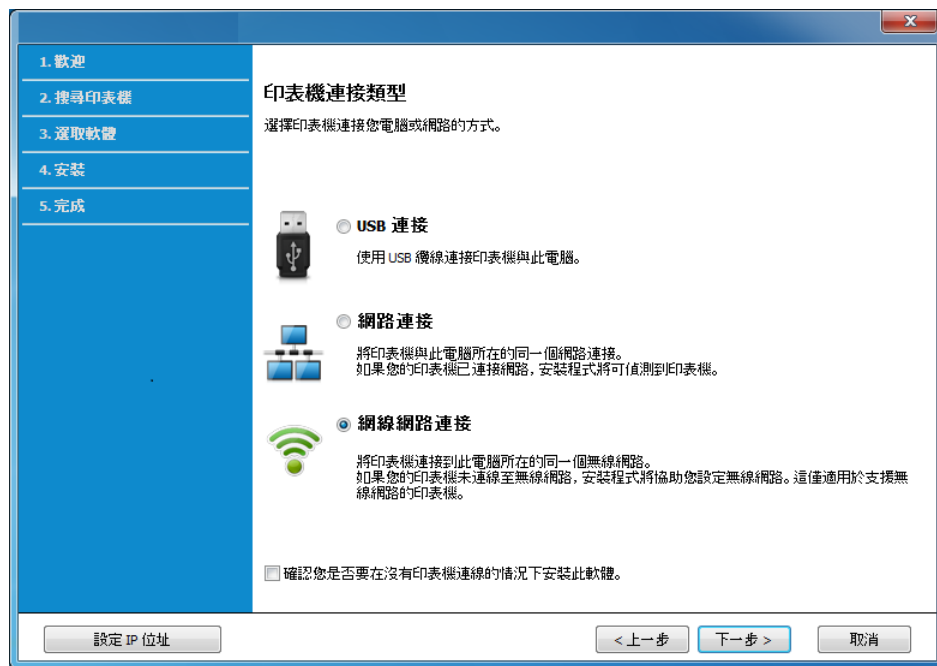 1. 歡迎
2. 搜尋印表機
3. 選取軟體
4. 安裝
5. 完成
印表機連接類型
選擇印表機連接您電腦或網路的方式。
USB 連接
使用 USB 纜線連接印表機與此電腦。
網路連接
將印表機與此電腦所在的同一個網路連接。
如果您的印表機已連接網路, 安裝程式將可偵測到印表機。
網線網路連接
將印表機連接到此電腦所在的同一個無線網路。
如果您的印表機未連線至無線網路, 安裝程式將協助您設定無線網路。這僅適用於支援無
線網路的印表機。
確認您是否要在沒有印表機連線的情況下安裝此軟體。
設定 IP 位址
< 上一步
下一步 >
取消